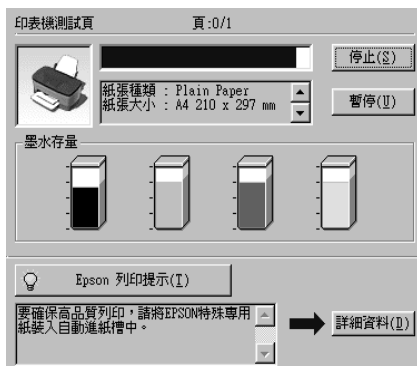 印表機測試頁 頁:0/1
停止(S)
紙張種類 : Plain Paper
紙張大小 : A4 210 x 297 mm
暫停(U)
墨水存量
Epson 列印提示(T)
要確保高品質列印，請將EPSON特殊專用
紙裝入自動進紙槽中。
詳細資料(D)